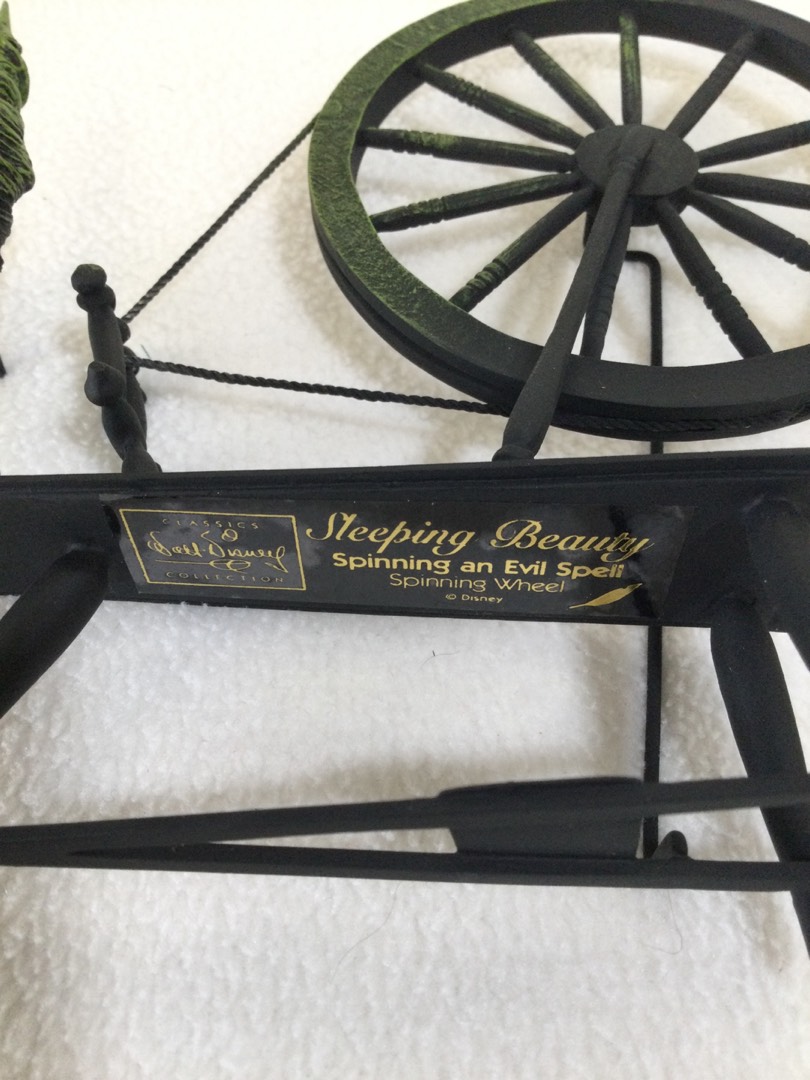 CLASSICS
Walt Disney
COLLECTION
Sleeping Beauty
Spinning an Evil Spell
Spinning Wheel
© Disney